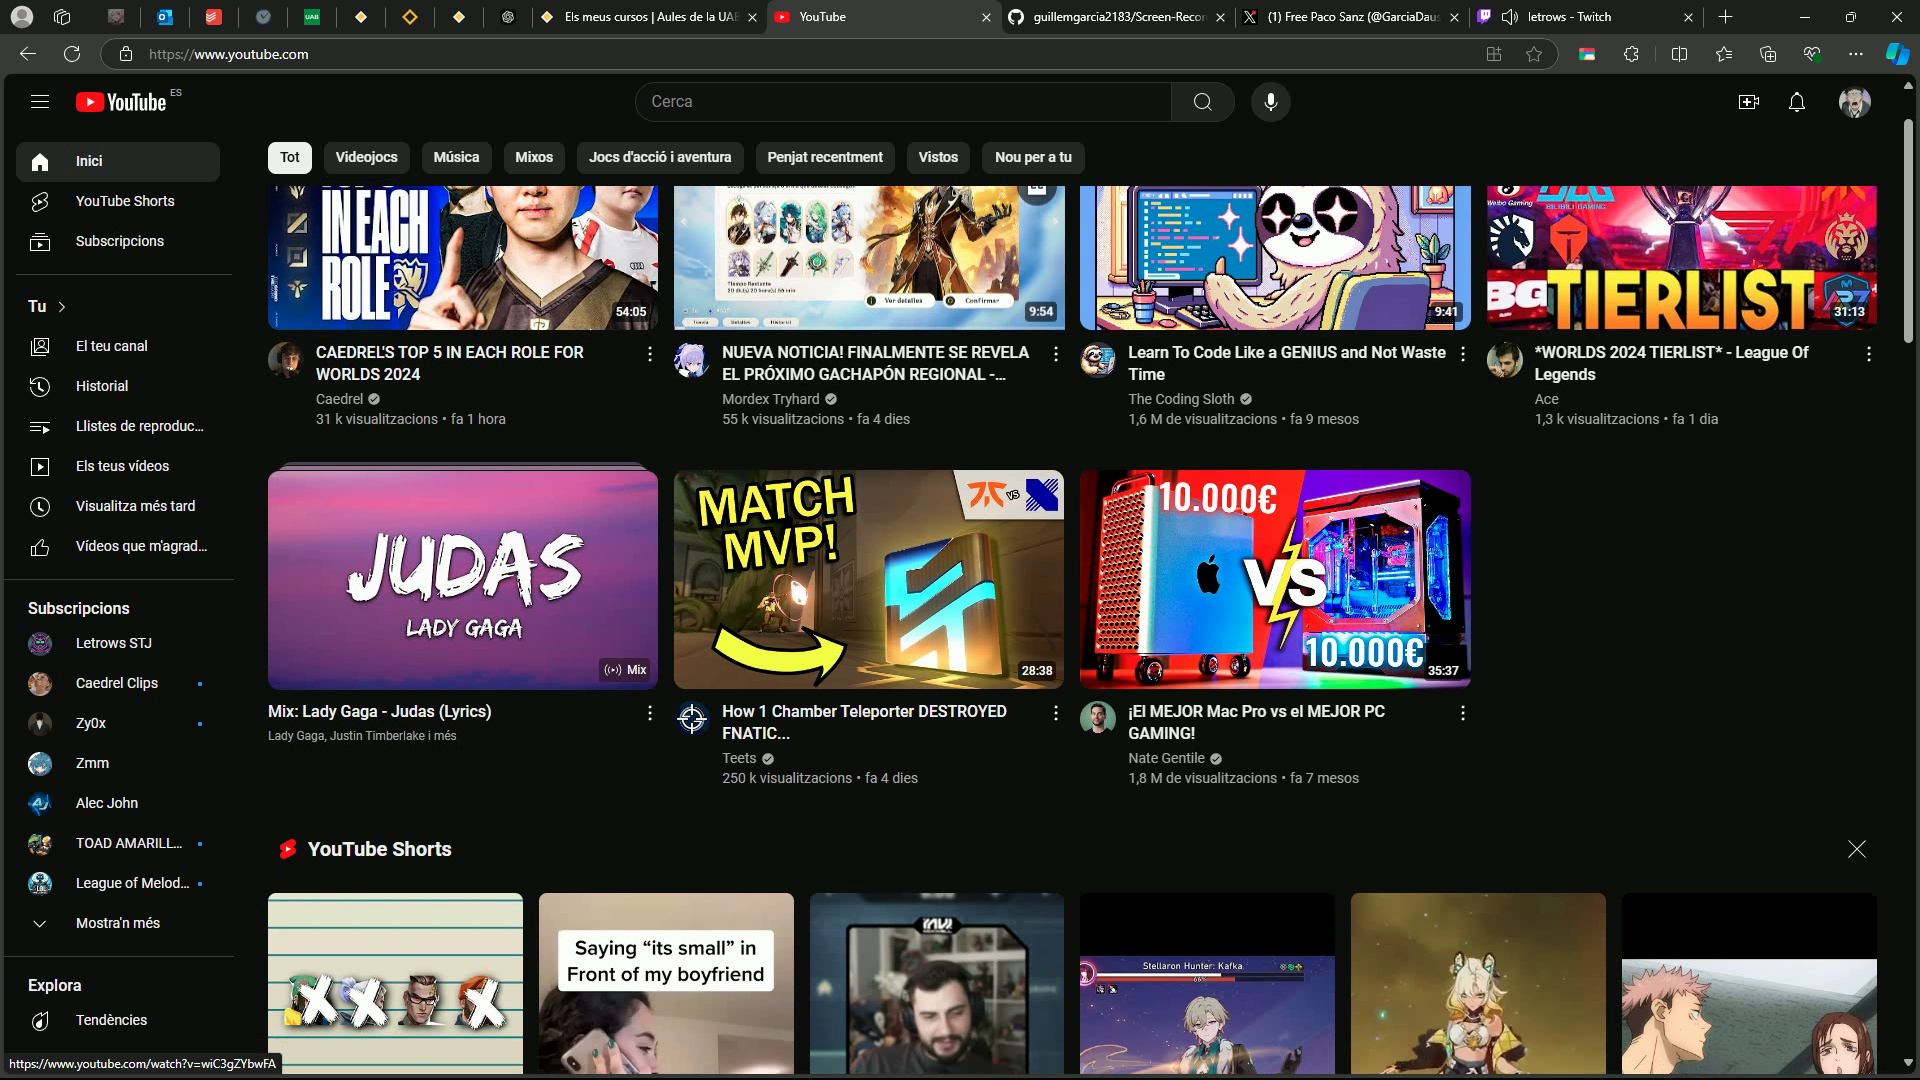 Els meus cursos | Aules de la UAB
YouTube
guillemgarcia2183/Screen-Recor
(1) Free Paco Sanz (@GarciaDaus
letrows - Twitch
https://www.youtube.com
YouTube ES
Cerca
Inici
YouTube Shorts
Subscripcions
Tu
El teu canal
Historial
Llistes de reproduc...
Els teus vídeos
Visualitza més tard
Vídeos que m'agrad...
Subscripcions
Letrows STJ
Caedrel Clips
Zy0x
Zmm
Alec John
TOAD AMARILL...
League of Melod...
Mostra'n més
Explora
Tendències
https://www.youtube.com/watch?v=wiC3gZYbwFA
Tot
Videojocs
Música
Mixos
Jocs d'acció i aventura
Penjat recentment
Vistos
Nou per a tu
IN EACH
ROLE
54:05
CAEDREL'S TOP 5 IN EACH ROLE FOR
WORLDS 2024
Caedrel
31 k visualitzacions • fa 1 hora
Ver detalles
Confirmar
9:54
NUEVA NOTICIA! FINALMENTE SE REVELA
EL PRÓXIMO GACHAPÓN REGIONAL -...
Mordex Tryhard
55 k visualitzacions • fa 4 dies
9:41
Learn To Code Like a GENIUS and Not Waste
Time
The Coding Sloth
1,6 M de visualitzacions • fa 9 mesos
Weibo Gaming
BILIBILI GAMING
TIERLIST
31:13
*WORLDS 2024 TIERLIST* - League Of
Legends
Ace
1,3 k visualitzacions • fa 1 dia
JUDAS
LADY GAGA
Mix
Mix: Lady Gaga - Judas (Lyrics)
Lady Gaga, Justin Timberlake i més
MATCH
MVP!
VS
28:38
How 1 Chamber Teleporter DESTROYED
FNATIC...
Teets
250 k visualitzacions • fa 4 dies
10.000€
VS
10.000€
35:37
¡El MEJOR Mac Pro vs el MEJOR PC
GAMING!
Nate Gentile
1,8 M de visualitzacions • fa 7 mesos
YouTube Shorts
Saying “its small” in
Front of my boyfriend
Stellaron Hunter: Kafka
66%